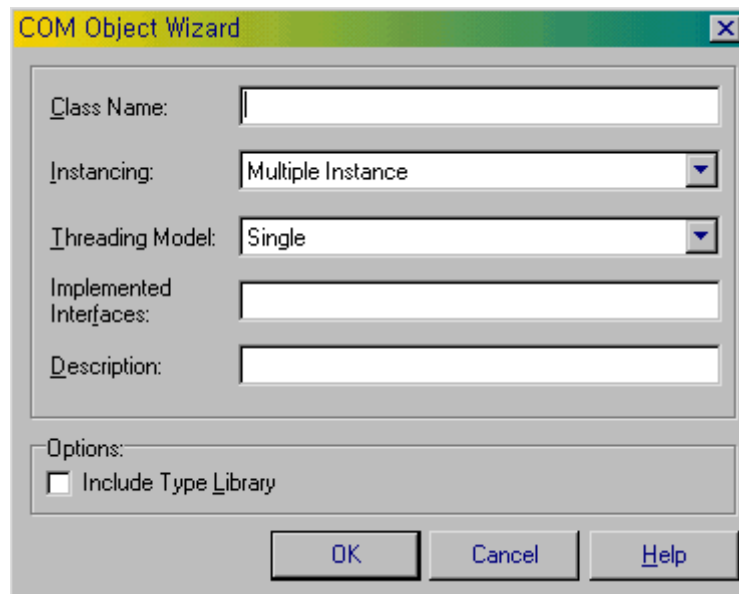 COM Object Wizard
Class Name:
Instancing: Multiple Instance
Threading Model: Single
Implemented
Interfaces:
Description:
Options:
Include Type Library
OK Cancel Help